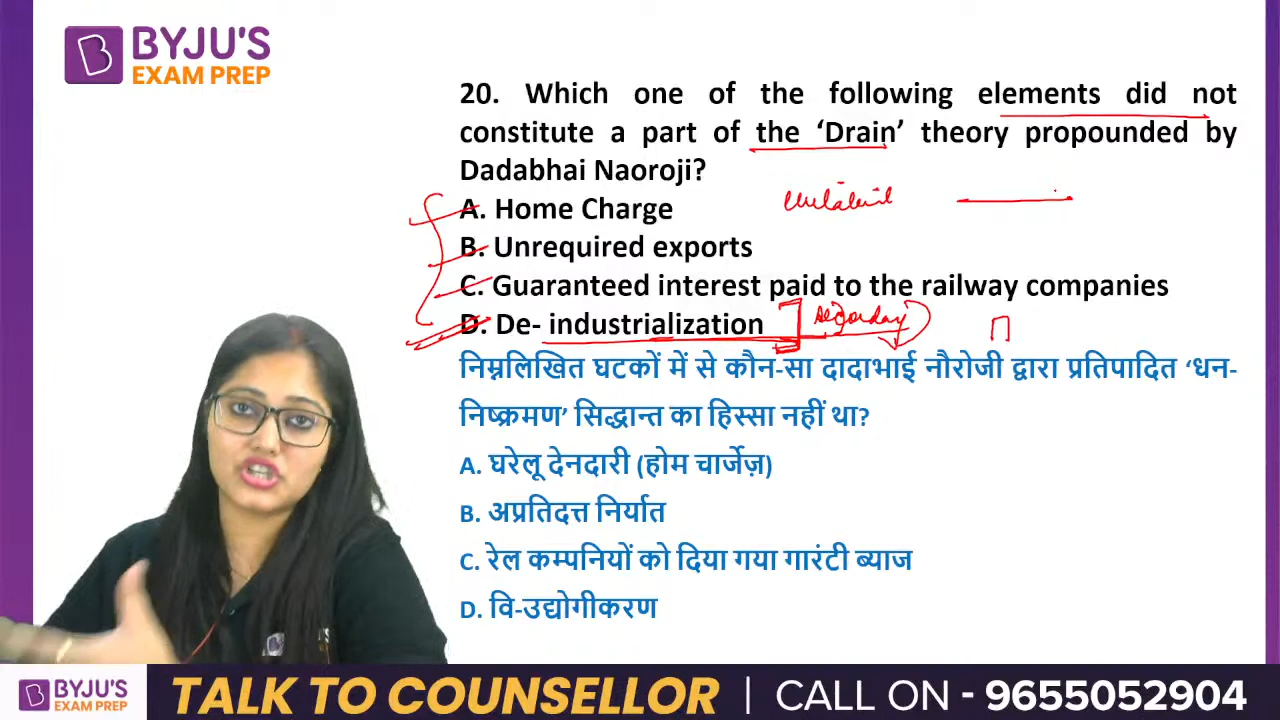 BYJU'S
EXAM PREP
20. Which one of the following elements did not
constitute a part of the ‘Drain’ theory propounded by
Dadabhai Naoroji?
A. Home Charge
B. Unrequired exports
C. Guaranteed interest paid to the railway companies
D. De- industrialization
निम्नलिखित घटकों में से कौन-सा दादाभाई नौरोजी द्वारा प्रतिपादित ‘धन-
निष्क्रमण’ सिद्धान्त का हिस्सा नहीं था?
A. घरेलू देनदारी (होम चार्जेज़)
B. अप्रतिदत्त निर्यात
C. रेल कम्पनियों को दिया गया गारंटी ब्याज
D. वि-उद्योगीकरण
BYJU'S
EXAM PREP
TALK TO COUNSELLOR | CALL ON - 9655052904